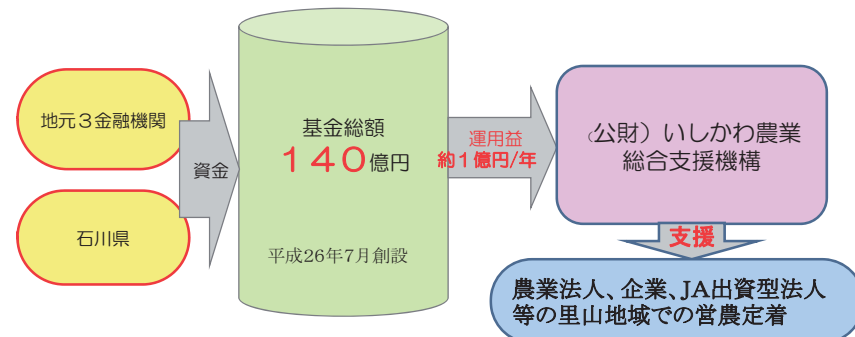 地元３金融機関
石川県
資金
基金総額
１４０億円
平成26年7月創設
運用益
約１億円/年
（公財）いしかわ農業
総合支援機構
支援
農業法人、企業、JA出資型法人
等の里山地域での営農定着